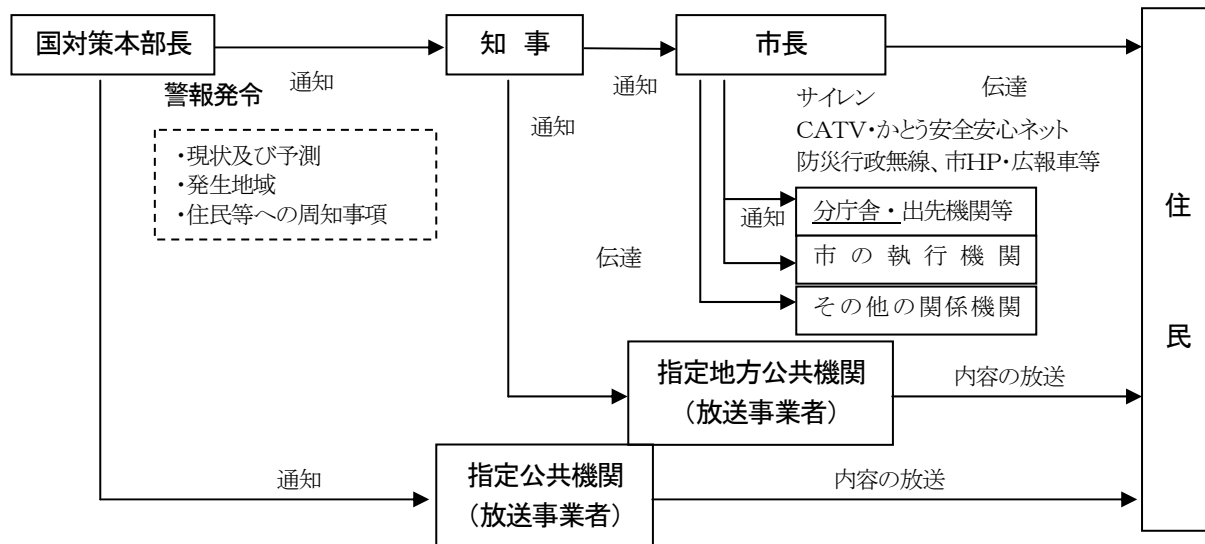 国対策本部長
知 事
市長
通知
通知
伝達
警報発令
サイレン
CATV・かとう安全安心ネット
防災行政無線、市HP・広報車等
通知
・現状及び予測
・発生地域
・住民等への周知事項
分庁舎・出先機関等
通知
市の執行機関
伝達
その他の関係機関
住
民
指定地方公共機関
(放送事業者)
内容の放送
通知
指定公共機関
(放送事業者)
内容の放送